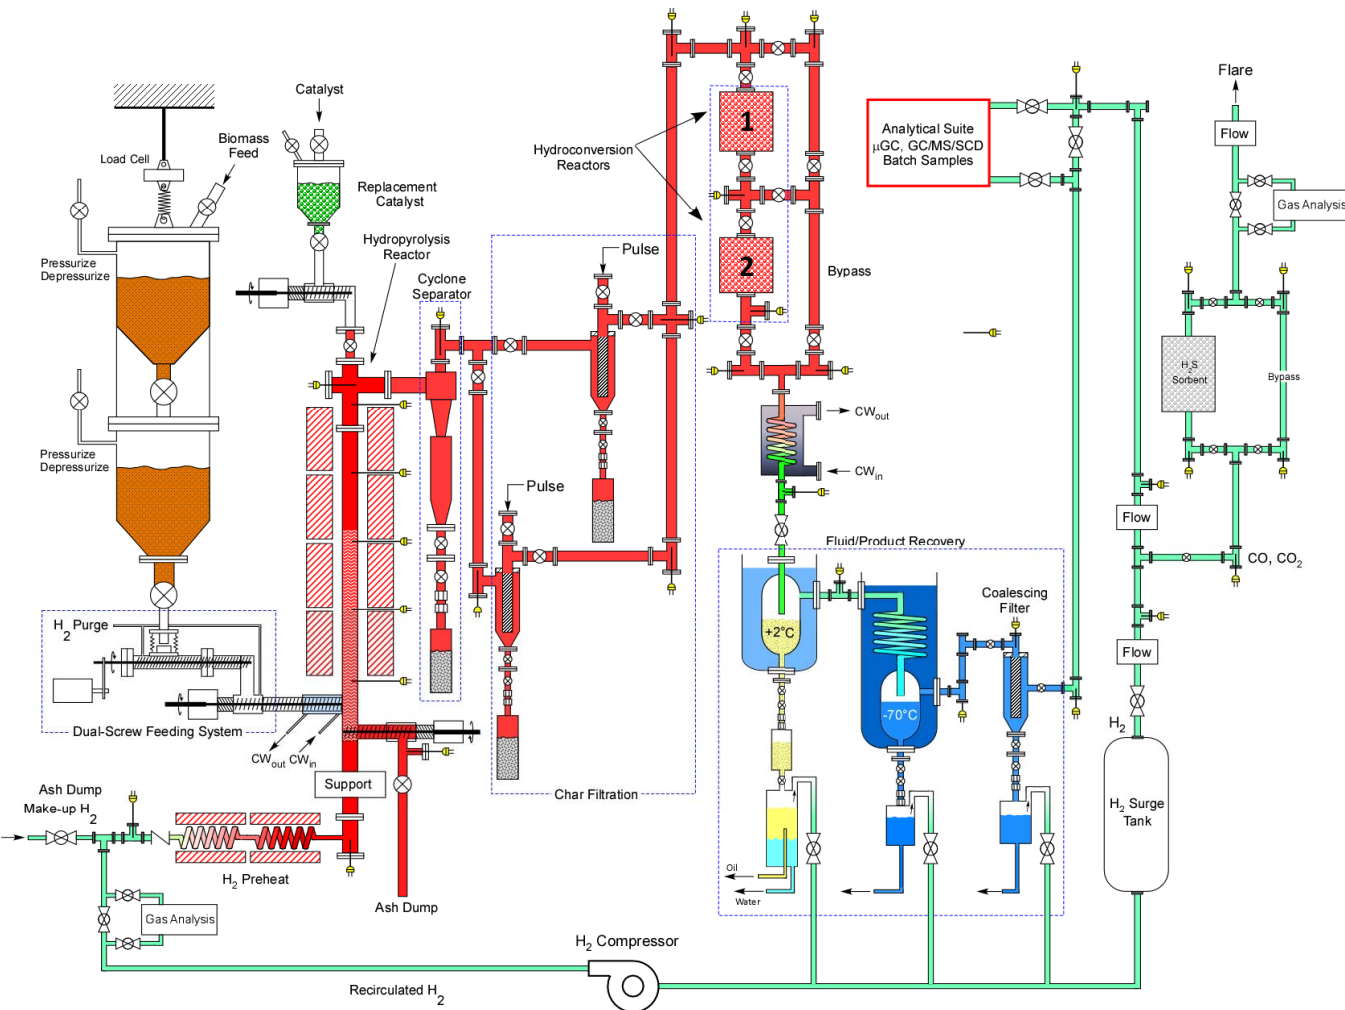 Catalyst
Load Cell
Biomass
Feed
Replacement
Catalyst
Pressurize
Depressurize
Hydropyrolysis
Reactor
Cyclone
Separator
Pulse
Hydroconversion
Reactors
1
2
Bypass
Analytical Suite
μGC, GC/MS/SCD
Batch Samples
Flare
Flow
Gas Analysis
H2S
Sorbent
Bypass
CWout
CWin
Pressurize
Depressurize
Pulse
Flow
CO, CO2
Fluid/Product Recovery
Coalescing
Filter
+2°C
-70°C
Flow
H2
H2 Surge
Tank
H2 Purge
Dual-Screw Feeding System
CWout CWin
Support
Char Filtration
Ash Dump
Make-up H2
H2 Preheat
Ash Dump
Oil
Water
Gas Analysis
H2 Compressor
Recirculated H2